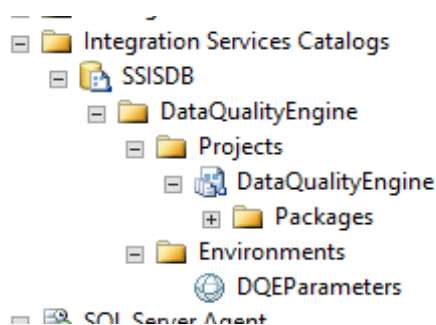 Integration Services Catalogs
SSISDB
DataQualityEngine
Projects
DataQualityEngine
Packages
Environments
DQEParameters
SQL Server Agent